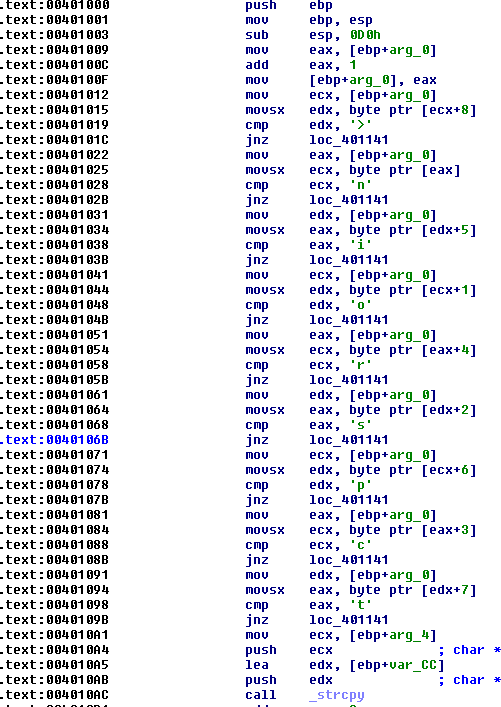 .text:00401000 push ebp
.text:00401001 mov ebp, esp
.text:00401003 sub esp, 0D0h
.text:00401009 mov eax, [ebp+arg_0]
.text:0040100C add eax, 1
.text:0040100F mov [ebp+arg_0], eax
.text:00401012 mov ecx, [ebp+arg_0]
.text:00401015 movsx edx, byte ptr [ecx+8]
.text:00401019 cmp edx, '>'
.text:0040101C jnz loc_401141
.text:00401022 mov eax, [ebp+arg_0]
.text:00401025 movsx ecx, byte ptr [eax]
.text:00401028 cmp ecx, 'n'
.text:0040102B jnz loc_401141
.text:00401031 mov edx, [ebp+arg_0]
.text:00401034 movsx eax, byte ptr [edx+5]
.text:00401038 cmp eax, 'i'
.text:0040103B jnz loc_401141
.text:00401041 mov ecx, [ebp+arg_0]
.text:00401044 movsx edx, byte ptr [ecx+1]
.text:00401048 cmp edx, 'o'
.text:0040104B jnz loc_401141
.text:00401051 mov eax, [ebp+arg_0]
.text:00401054 movsx ecx, byte ptr [eax+4]
.text:00401058 cmp ecx, 'r'
.text:0040105B jnz loc_401141
.text:00401061 mov edx, [ebp+arg_0]
.text:00401064 movsx eax, byte ptr [edx+2]
.text:00401068 cmp eax, 's'
.text:0040106B jnz loc_401141
.text:00401071 mov ecx, [ebp+arg_0]
.text:00401074 movsx edx, byte ptr [ecx+6]
.text:00401078 cmp edx, 'p'
.text:0040107B jnz loc_401141
.text:00401081 mov eax, [ebp+arg_0]
.text:00401084 movsx ecx, byte ptr [eax+3]
.text:00401088 cmp ecx, 'c'
.text:0040108B jnz loc_401141
.text:00401091 mov edx, [ebp+arg_0]
.text:00401094 movsx eax, byte ptr [edx+7]
.text:00401098 cmp eax, 't'
.text:0040109B jnz loc_401141
.text:004010A1 mov ecx, [ebp+arg_4]
.text:004010A4 push ecx ; char *
.text:004010A5 lea edx, [ebp+var_CC]
.text:004010AB push edx ; char *
.text:004010AC call _strcpy